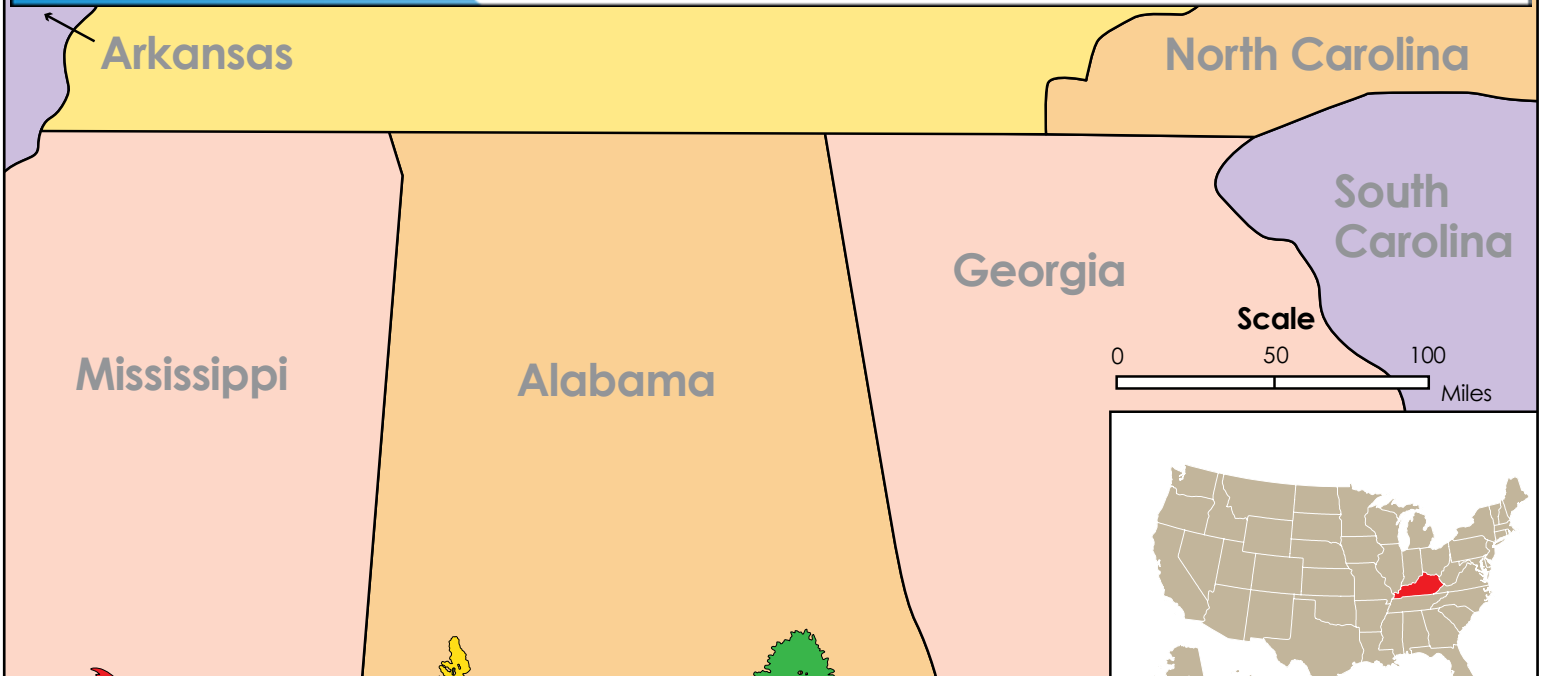 Arkansas
North Carolina
South
Carolina
Georgia
Scale
0 50 100
Miles
Mississippi
Alabama